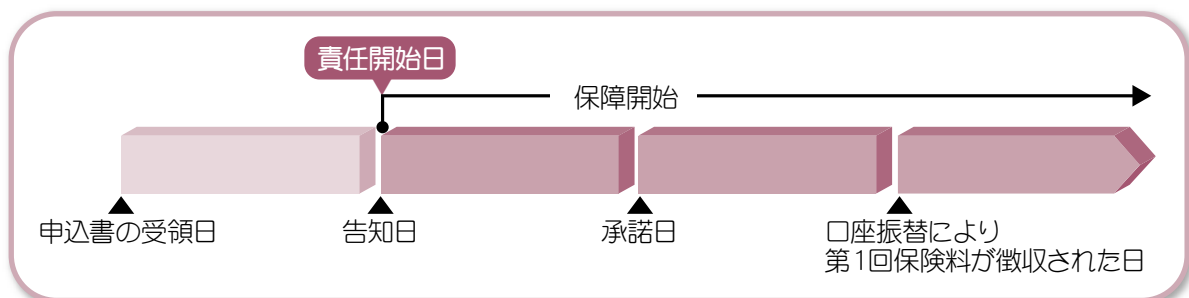 責任開始日
保障開始
申込書の受領日
告知日
承諾日
口座振替により
第1回保険料が徴収された日